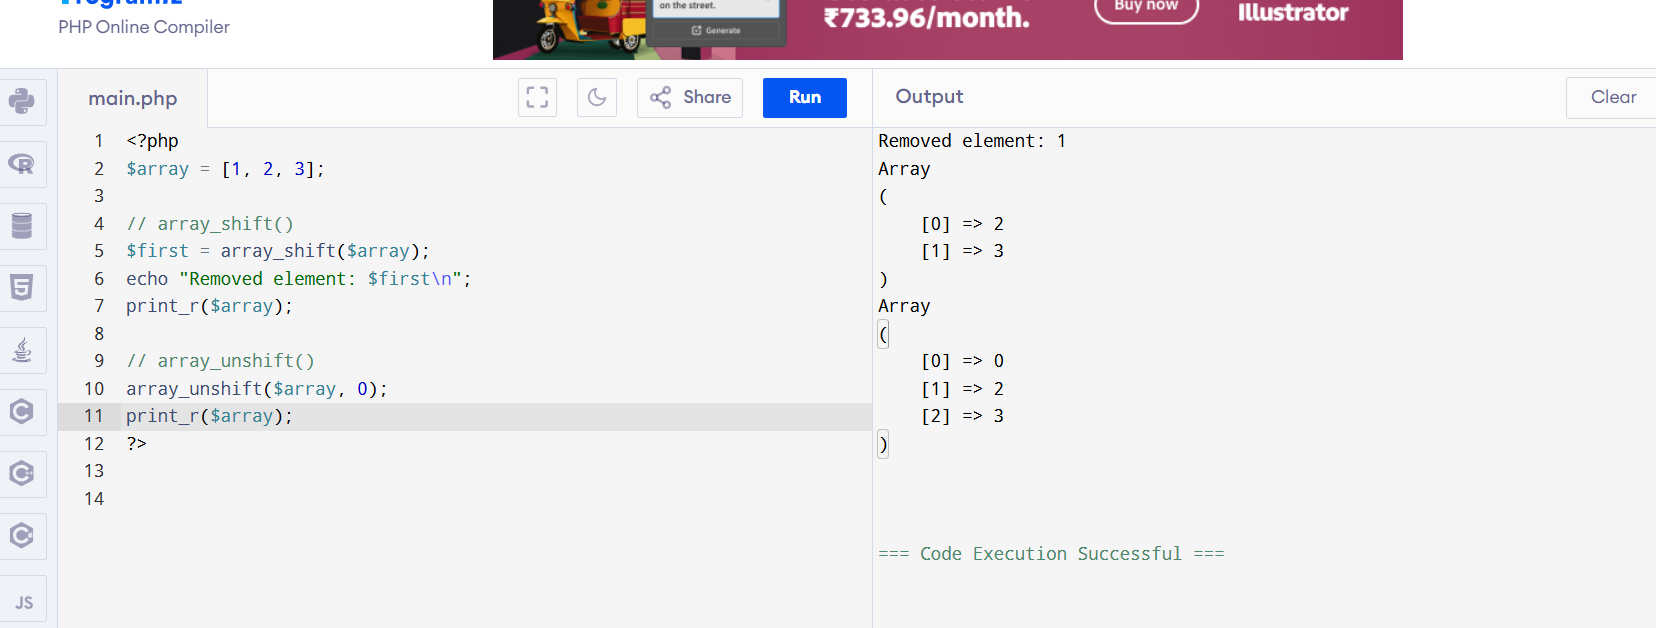 PHP Online Compiler
on the street.
Generate
₹733.96/month.
Buy now
Illustrator
main.php
Share
Run
Output
Clear
1 <?php
2 $array = [1, 2, 3];
3
4 // array_shift()
5 $first = array_shift($array);
6 echo "Removed element: $first\n";
7 print_r($array);
8
9 // array_unshift()
10 array_unshift($array, 0);
11 print_r($array);
12 ?>
13
14
Removed element: 1
Array
(
    [0] => 2
    [1] => 3
)
Array
(
    [0] => 0
    [1] => 2
    [2] => 3
)
=== Code Execution Successful ===
R
5
C
C
C
JS